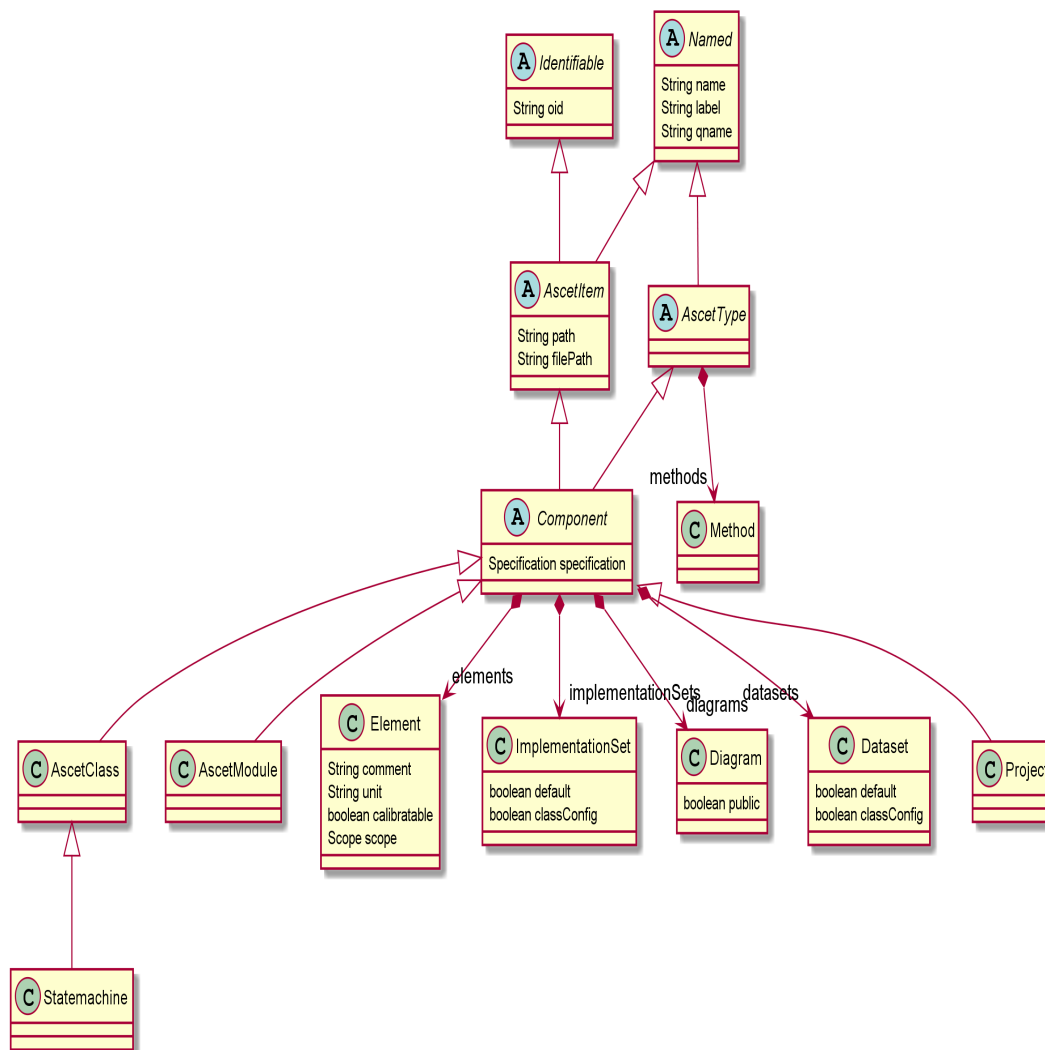 A Named
String name
String label
String qname
A Identifiable
String oid
A AscetItem
String path
String filePath
A AscetType
methods
A Component
Specification specification
C Method
elements
implementationSets
diagrams
datasets
C Element
String comment
String unit
boolean calibratable
Scope scope
C ImplementationSet
boolean default
boolean classConfig
C Diagram
boolean public
C Dataset
boolean default
boolean classConfig
C AscetClass
C AscetModule
C Project
C Statemachine